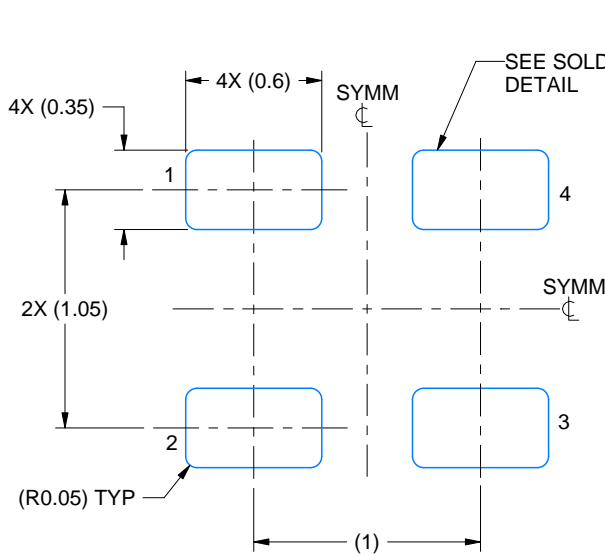 SEE SOLD
DETAIL
4X (0.6)
SYMM
4X (0.35)
1
4
SYMM
2X (1.05)
2
3
(R0.05) TYP
(1)